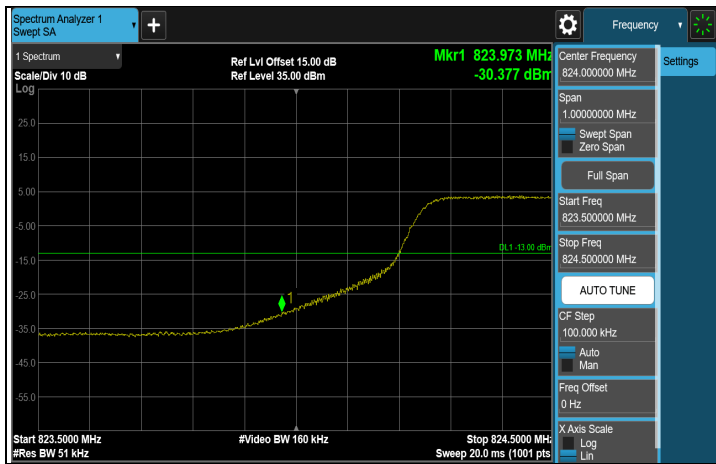 Spectrum Analyzer 1
Swept SA
+
Frequency
1 Spectrum
Scale/Div 10 dB
Log
Ref Lvl Offset 15.00 dB
Ref Level 35.00 dBm
Mkr1 823.973 MHz
-30.377 dBm
25.0
15.0
5.00
-5.00
-15.0
-25.0
-35.0
-45.0
-55.0
DL1 -13.00 dBm
1
Start 823.5000 MHz
#Res BW 51 kHz
#Video BW 160 kHz
Stop 824.5000 MHz
Sweep 20.0 ms (1001 pts
Center Frequency
824.000000 MHz
Settings
Span
1.00000000 MHz
Swept Span
Zero Span
Full Span
Start Freq
823.500000 MHz
Stop Freq
824.500000 MHz
AUTO TUNE
CF Step
100.000 kHz
Auto
Man
Freq Offset
0 Hz
X Axis Scale
Log
Lin